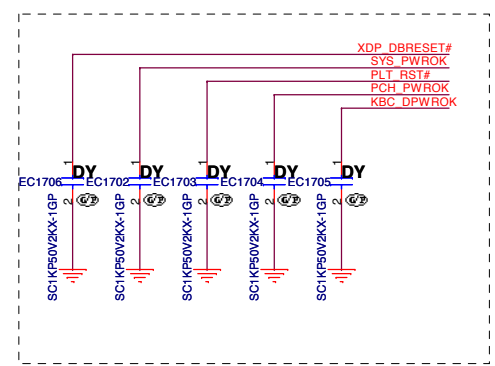 XDP_DBRESET#
SYS_PWROK
PLT_RST#
PCH_PWROK
KBC_DPWROK
1 1 1 1 1
DY DY DY DY DY
EC1706 EC1702 EC1703 EC1704 EC1705
2 2 2 2 2
SC1KP50V2KX-1GP SC1KP50V2KX-1GP SC1KP50V2KX-1GP SC1KP50V2KX-1GP SC1KP50V2KX-1GP